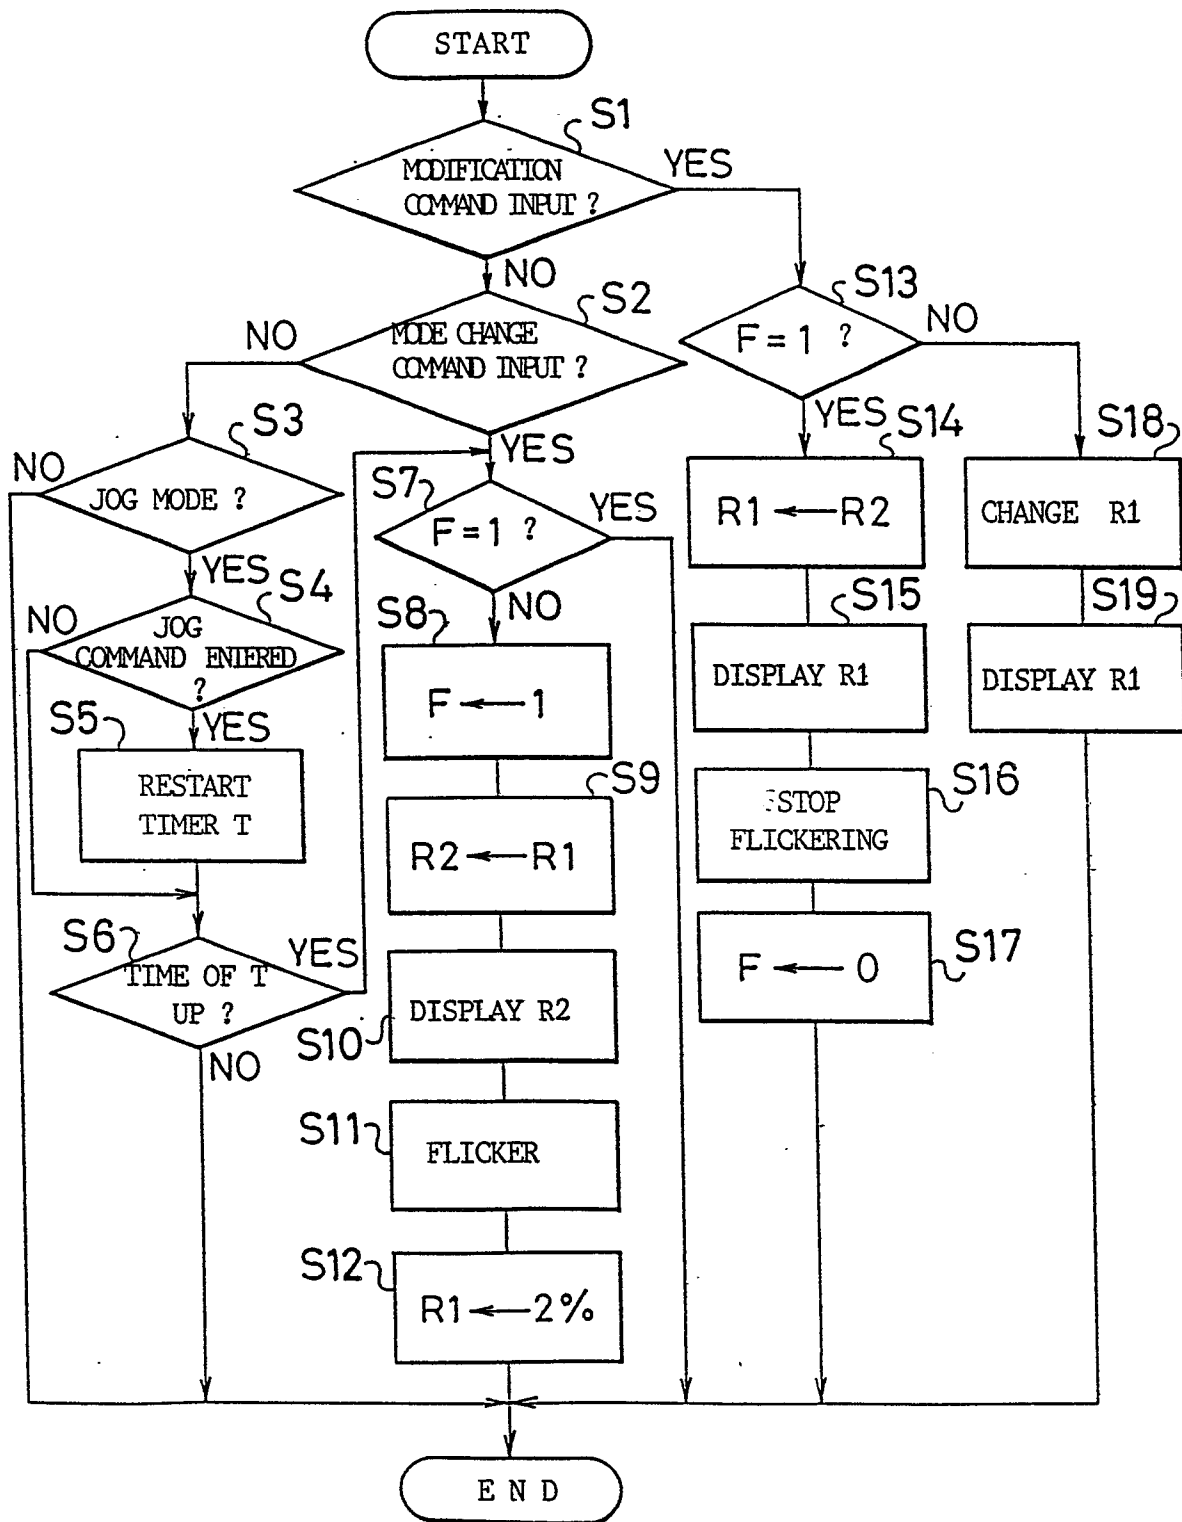 START
S1
MODIFICATION
COMMAND INPUT ?
YES
NO
S2
MODE CHANGE
COMMAND INPUT ?
NO
YES
S13
F = 1 ?
NO
YES
S3
JOG MODE ?
NO
YES
S4
JOG
COMMAND ENTERED
?
NO
YES
S5
RESTART
TIMER T
S6
TIME OF T
UP ?
YES
NO
S7
F = 1 ?
YES
NO
S8
F ← 1
S9
R2 ← R1
S10
DISPLAY R2
S11
FLICKER
S12
R1 ← 2%
S14
R1 ← R2
S15
DISPLAY R1
S16
STOP
FLICKERING
S17
F ← 0
S18
CHANGE R1
S19
DISPLAY R1
END